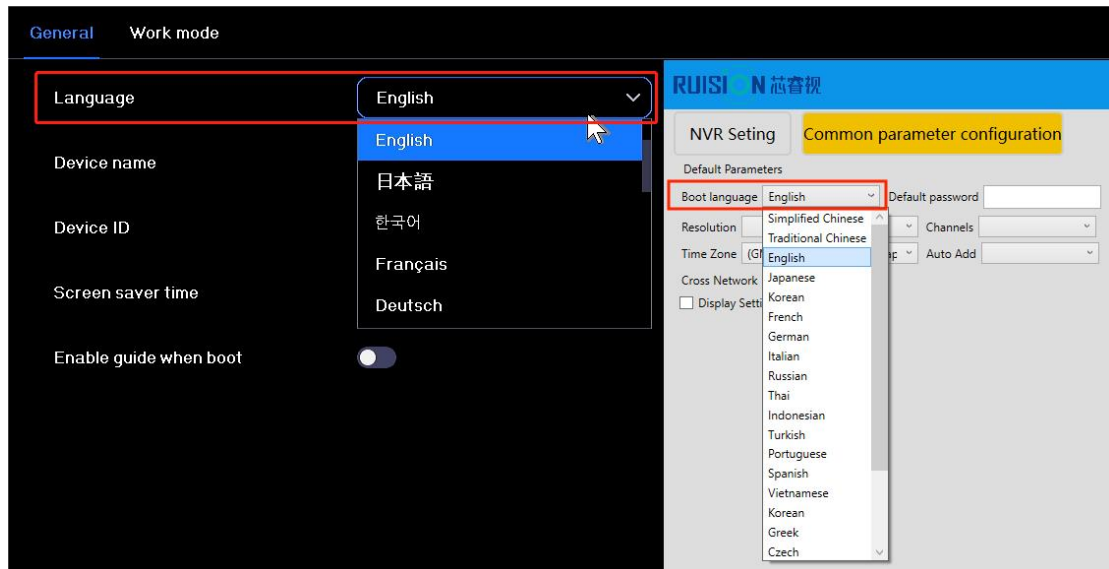 General Work mode
Language English
English
Device name
日本語
Device ID
한국어
Français
Screen saver time
Deutsch
Enable guide when boot
RUISION 芯睿视
NVR Seting Common parameter configuration
Default Parameters
Boot language English Default password
Resolution Channels
Time Zone Auto Add
Cross Network
Display Setti
Simplified Chinese
Traditional Chinese
English
Japanese
Korean
French
German
Italian
Russian
Thai
Indonesian
Turkish
Portuguese
Spanish
Vietnamese
Korean
Greek
Czech